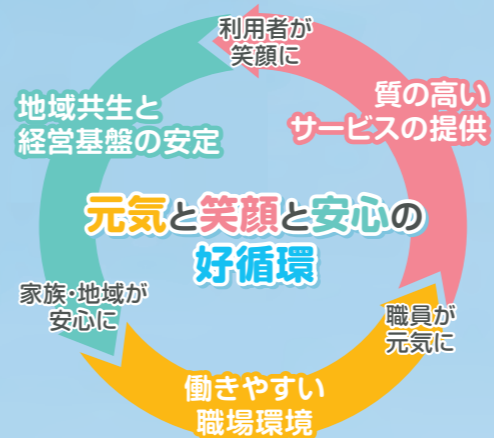 利用者が
笑顔に
質の高い
サービスの提供
地域共生と
経営基盤の安定
元気と笑顔と安心の
好循環
家族・地域が
安心に
職員が
元気に
働きやすい
職場環境